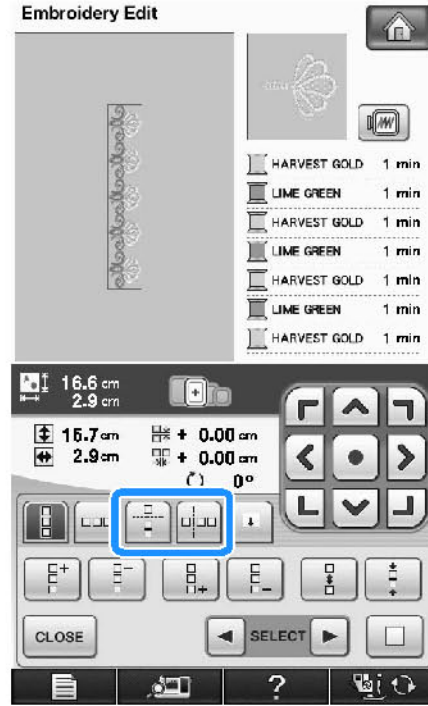 Embroidery Edit
HARVEST GOLD 1 min
LIME GREEN 1 min
HARVEST GOLD 1 min
LIME GREEN 1 min
HARVEST GOLD 1 min
LIME GREEN 1 min
HARVEST GOLD 1 min
16.6 cm
2.9 cm
15.7 cm + 0.00 cm
2.9 cm + 0.00 cm
0°
CLOSE SELECT
?